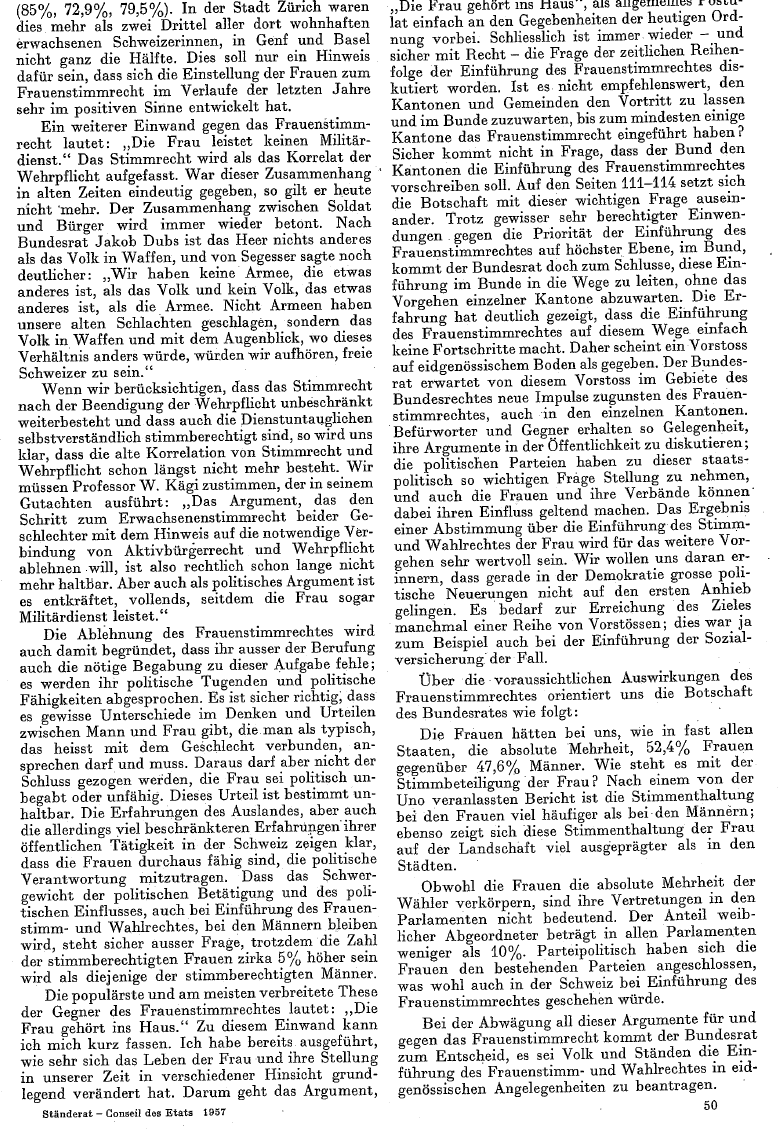 (85%, 72,9%, 79,5%). In der Stadt Zürich waren
dies mehr als zwei Drittel aller dort wohnhaften
erwachsenen Schweizerinnen, in Genf und Basel
nicht ganz die Hälfte. Dies soll nur ein Hinweis
dafür sein, dass sich die Einstellung der Frauen zum
Frauenstimmrecht im Verlaufe der letzten Jahre
sehr im positiven Sinne entwickelt hat.
Ein weiterer Einwand gegen das Frauenstimm-
recht lautet: „Die Frau leistet keinen Militär-
dienst.“ Das Stimmrecht wird als das Korrelat der
Wehrpflicht aufgefasst. War dieser Zusammenhang
in alten Zeiten eindeutig gegeben, so gilt er heute
nicht mehr. Der Zusammenhang zwischen Soldat
und Bürger wird immer wieder betont. Nach
Bundesrat Jakob Dubs ist das Heer nichts anderes
als das Volk in Waffen, und von Segesser sagte noch
deutlicher: „Wir haben keine Armee, die etwas
anderes ist, als das Volk und kein Volk, das etwas
anderes ist, als die Armee. Nicht Armeen haben
unsere alten Schlachten geschlagen, sondern das
Volk in Waffen und mit dem Augenblick, wo dieses
Verhältnis anders würde, würden wir aufhören, freie
Schweizer zu sein.“
Wenn wir berücksichtigen, dass das Stimmrecht
nach der Beendigung der Wehrpflicht unbeschränkt
weiterbesteht und dass auch die Dienstuntauglichen
selbstverständlich stimmberechtigt sind, so wird uns
klar, dass die alte Korrelation von Stimmrecht und
Wehrpflicht schon längst nicht mehr besteht. Wir
müssen Professor W. Kägi zustimmen, der in seinem
Gutachten ausführt: „Das Argument, das den
Schritt zum Erwachsenenstimmrecht beider Ge-
schlechter mit dem Hinweis auf die notwendige Ver-
bindung von Aktivbürgerrecht und Wehrpflicht
ablehnen will, ist also rechtlich schon lange nicht
mehr haltbar. Aber auch als politisches Argument ist
es entkräftet, vollends, seitdem die Frau sogar
Militärdienst leistet.“
Die Ablehnung des Frauenstimmrechtes wird
auch damit begründet, dass ihr ausser der Berufung
auch die nötige Begabung zu dieser Aufgabe fehle;
es werden ihr politische Tugenden und politische
Fähigkeiten abgesprochen. Es ist sicher richtig, dass
es gewisse Unterschiede im Denken und Urteilen
zwischen Mann und Frau gibt, die man als typisch,
das heisst mit dem Geschlecht verbunden, an-
sprechen darf und muss. Daraus darf aber nicht der
Schluss gezogen werden, die Frau sei politisch un-
begabt oder unfähig. Dieses Urteil ist bestimmt un-
haltbar. Die Erfahrungen des Auslandes, aber auch
die allerdings viel beschränkteren Erfahrungen ihrer
öffentlichen Tätigkeit in der Schweiz zeigen klar,
dass die Frauen durchaus fähig sind, die politische
Verantwortung mitzutragen. Dass das Schwer-
gewicht der politischen Betätigung und des poli-
tischen Einflusses, auch bei Einführung des Frauen-
stimm- und Wahlrechtes, bei den Männern bleiben
wird, steht sicher ausser Frage, trotzdem die Zahl
der stimmberechtigten Frauen zirka 5% höher sein
wird als diejenige der stimmberechtigten Männer.
Die populärste und am meisten verbreitete These
der Gegner des Frauenstimmrechtes lautet: „Die
Frau gehört ins Haus.“ Zu diesem Einwand kann
ich mich kurz fassen. Ich habe bereits ausgeführt,
wie sehr sich das Leben der Frau und ihre Stellung
in unserer Zeit in verschiedener Hinsicht grund-
legend verändert hat. Darum geht das Argument,
Ständerat – Conseil des Etats 1957
„Die Frau gehört ins Haus“, als allgemeines Postu-
lat einfach an den Gegebenheiten der heutigen Ord-
nung vorbei. Schliesslich ist immer wieder – und
sicher mit Recht – die Frage der zeitlichen Reihen-
folge der Einführung des Frauenstimmrechtes dis-
kutiert worden. Ist es nicht empfehlenswert, den
Kantonen und Gemeinden den Vortritt zu lassen
und im Bunde zuzuwarten, bis zum mindesten einige
Kantone das Frauenstimmrecht eingeführt haben?
Sicher kommt nicht in Frage, dass der Bund den
Kantonen die Einführung des Frauenstimmrechtes
vorschreiben soll. Auf den Seiten 111–114 setzt sich
die Botschaft mit dieser wichtigen Frage ausein-
ander. Trotz gewisser sehr berechtigter Einwen-
dungen gegen die Priorität der Einführung des
Frauenstimmrechtes auf höchster Ebene, im Bund,
kommt der Bundesrat doch zum Schlusse, diese Ein-
führung im Bunde in die Wege zu leiten, ohne das
Vorgehen einzelner Kantone abzuwarten. Die Er-
fahrung hat deutlich gezeigt, dass die Einführung
des Frauenstimmrechtes auf diesem Wege einfach
keine Fortschritte macht. Daher scheint ein Vorstoss
auf eidgenössischem Boden als gegeben. Der Bundes-
rat erwartet von diesem Vorstoss im Gebiete des
Bundesrechtes neue Impulse zugunsten des Frauen-
stimmrechtes, auch in den einzelnen Kantonen.
Befürworter und Gegner erhalten so Gelegenheit,
ihre Argumente in der Öffentlichkeit zu diskutieren;
die politischen Parteien haben zu dieser staats-
politisch so wichtigen Frage Stellung zu nehmen,
und auch die Frauen und ihre Verbände können
dabei ihren Einfluss geltend machen. Das Ergebnis
einer Abstimmung über die Einführung des Stimm-
und Wahlrechtes der Frau wird für das weitere Vor-
gehen sehr wertvoll sein. Wir wollen uns daran er-
innern, dass gerade in der Demokratie grosse poli-
tische Neuerungen nicht auf den ersten Anhieb
gelingen. Es bedarf zur Erreichung des Zieles
manchmal einer Reihe von Vorstössen; dies war ja
zum Beispiel auch bei der Einführung der Sozial-
versicherung der Fall.
Über die voraussichtlichen Auswirkungen des
Frauenstimmrechtes orientiert uns die Botschaft
des Bundesrates wie folgt:
Die Frauen hätten bei uns, wie in fast allen
Staaten, die absolute Mehrheit, 52,4% Frauen
gegenüber 47,6% Männer. Wie steht es mit der
Stimmbeteiligung der Frau? Nach einem von der
Uno veranlassten Bericht ist die Stimmenthaltung
bei den Frauen viel häufiger als bei den Männern;
ebenso zeigt sich diese Stimmenthaltung der Frau
auf der Landschaft viel ausgeprägter als in den
Städten.
Obwohl die Frauen die absolute Mehrheit der
Wähler verkörpern, sind ihre Vertretungen in den
Parlamenten nicht bedeutend. Der Anteil weib-
licher Abgeordneter beträgt in allen Parlamenten
weniger als 10%. Parteipolitisch haben sich die
Frauen den bestehenden Parteien angeschlossen,
was wohl auch in der Schweiz bei Einführung des
Frauenstimmrechtes geschehen würde.
Bei der Abwägung all dieser Argumente für und
gegen das Frauenstimmrecht kommt der Bundesrat
zum Entscheid, es sei Volk und Ständen die Ein-
führung des Frauenstimm- und Wahlrechtes in eid-
genössischen Angelegenheiten zu beantragen.
50